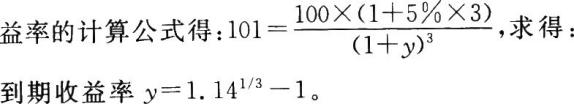 益率的计算公式得:101=\frac{100×(1+5%×3)}{(1+y)^3},求得:
到期收益率 y=1.14^{1/3}-1。